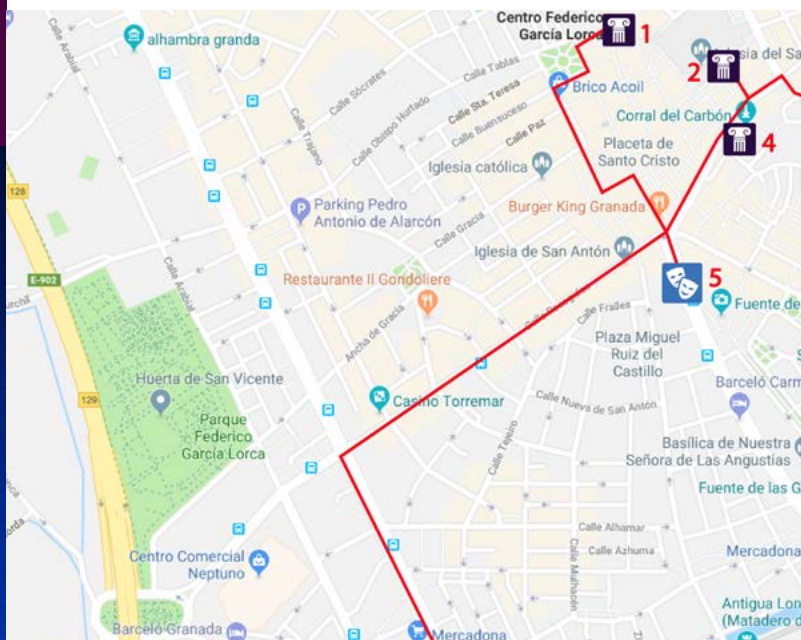 Centro Federico
García Lorca
1
alhambra granda
Calle Arabial
Calle Tablas
Calle Sócrates
Calle Sta. Teresa
Brico Acoil
2
Iglesia del Sa
Calle Obispo Hurtado
Calle Buensuceso
Calle Paz
Corral del Carbón
4
Calle Trajano
Placeta de
Santo Cristo
Iglesia católica
128
Parking Pedro
Antonio de Alarcón
Burger King Granada
Calle Gracia
Iglesia de San Antón
Calle Arabial
E-902
Restaurante Il Gondoliere
5
Calle Frailes
Fuente de
Ancha de Gracia
Plaza Miguel
Ruiz del
Castillo
Huerta de San Vicente
129
Casino Torremar
Barceló Carm
Calle Nueva de San Antón
Parque
Federico
García Lorca
Calle Tejeiro
Basílica de Nuestra
Señora de Las Angustias
Fuente de las G
Calle Alhamar
Calle Azhuma
Calle Mulhacén
Centro Comercial
Neptuno
Mercadona
Antigua Lon
(Matadero d
Barceló Granada
Mercadona